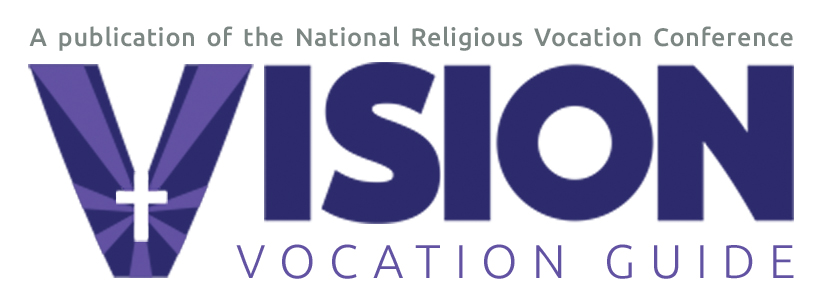 A publication of the National Religious Vocation Conference
VISION
VOCATION GUIDE